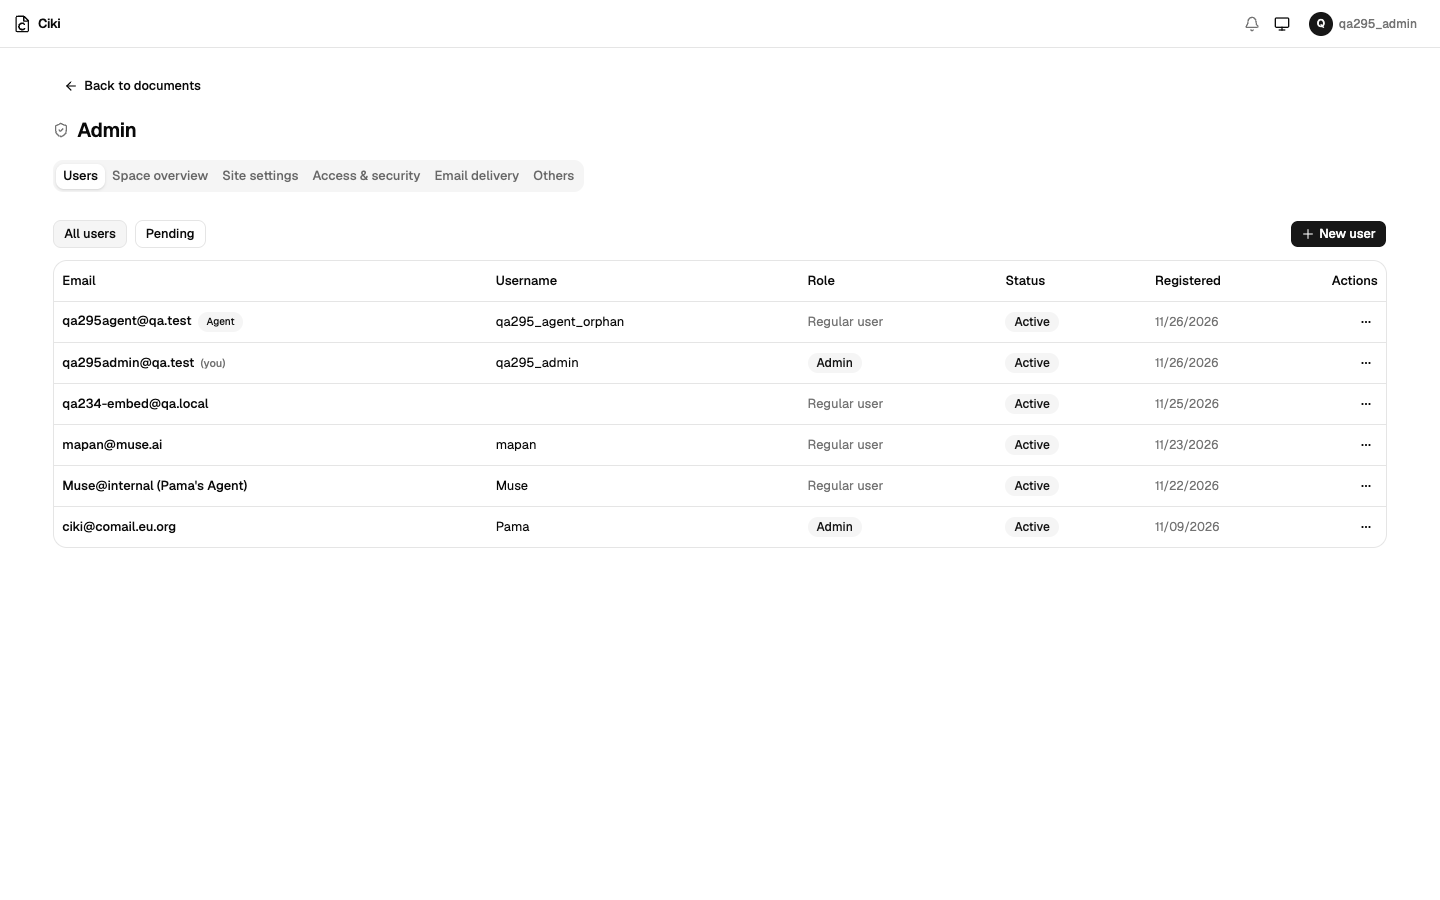 Ciki
Q qa295_admin
Back to documents
Admin
Users Space overview Site settings Access & security Email delivery Others
All users Pending New user
Email Username Role Status Registered Actions
qa295agent@qa.test Agent qa295_agent_orphan Regular user Active 11/26/2026
qa295admin@qa.test (you) qa295_admin Admin Active 11/26/2026
qa234-embed@qa.local Regular user Active 11/25/2026
mapan@muse.ai mapan Regular user Active 11/23/2026
Muse@internal (Pama's Agent) Muse Regular user Active 11/22/2026
ciki@comail.eu.org Pama Admin Active 11/09/2026